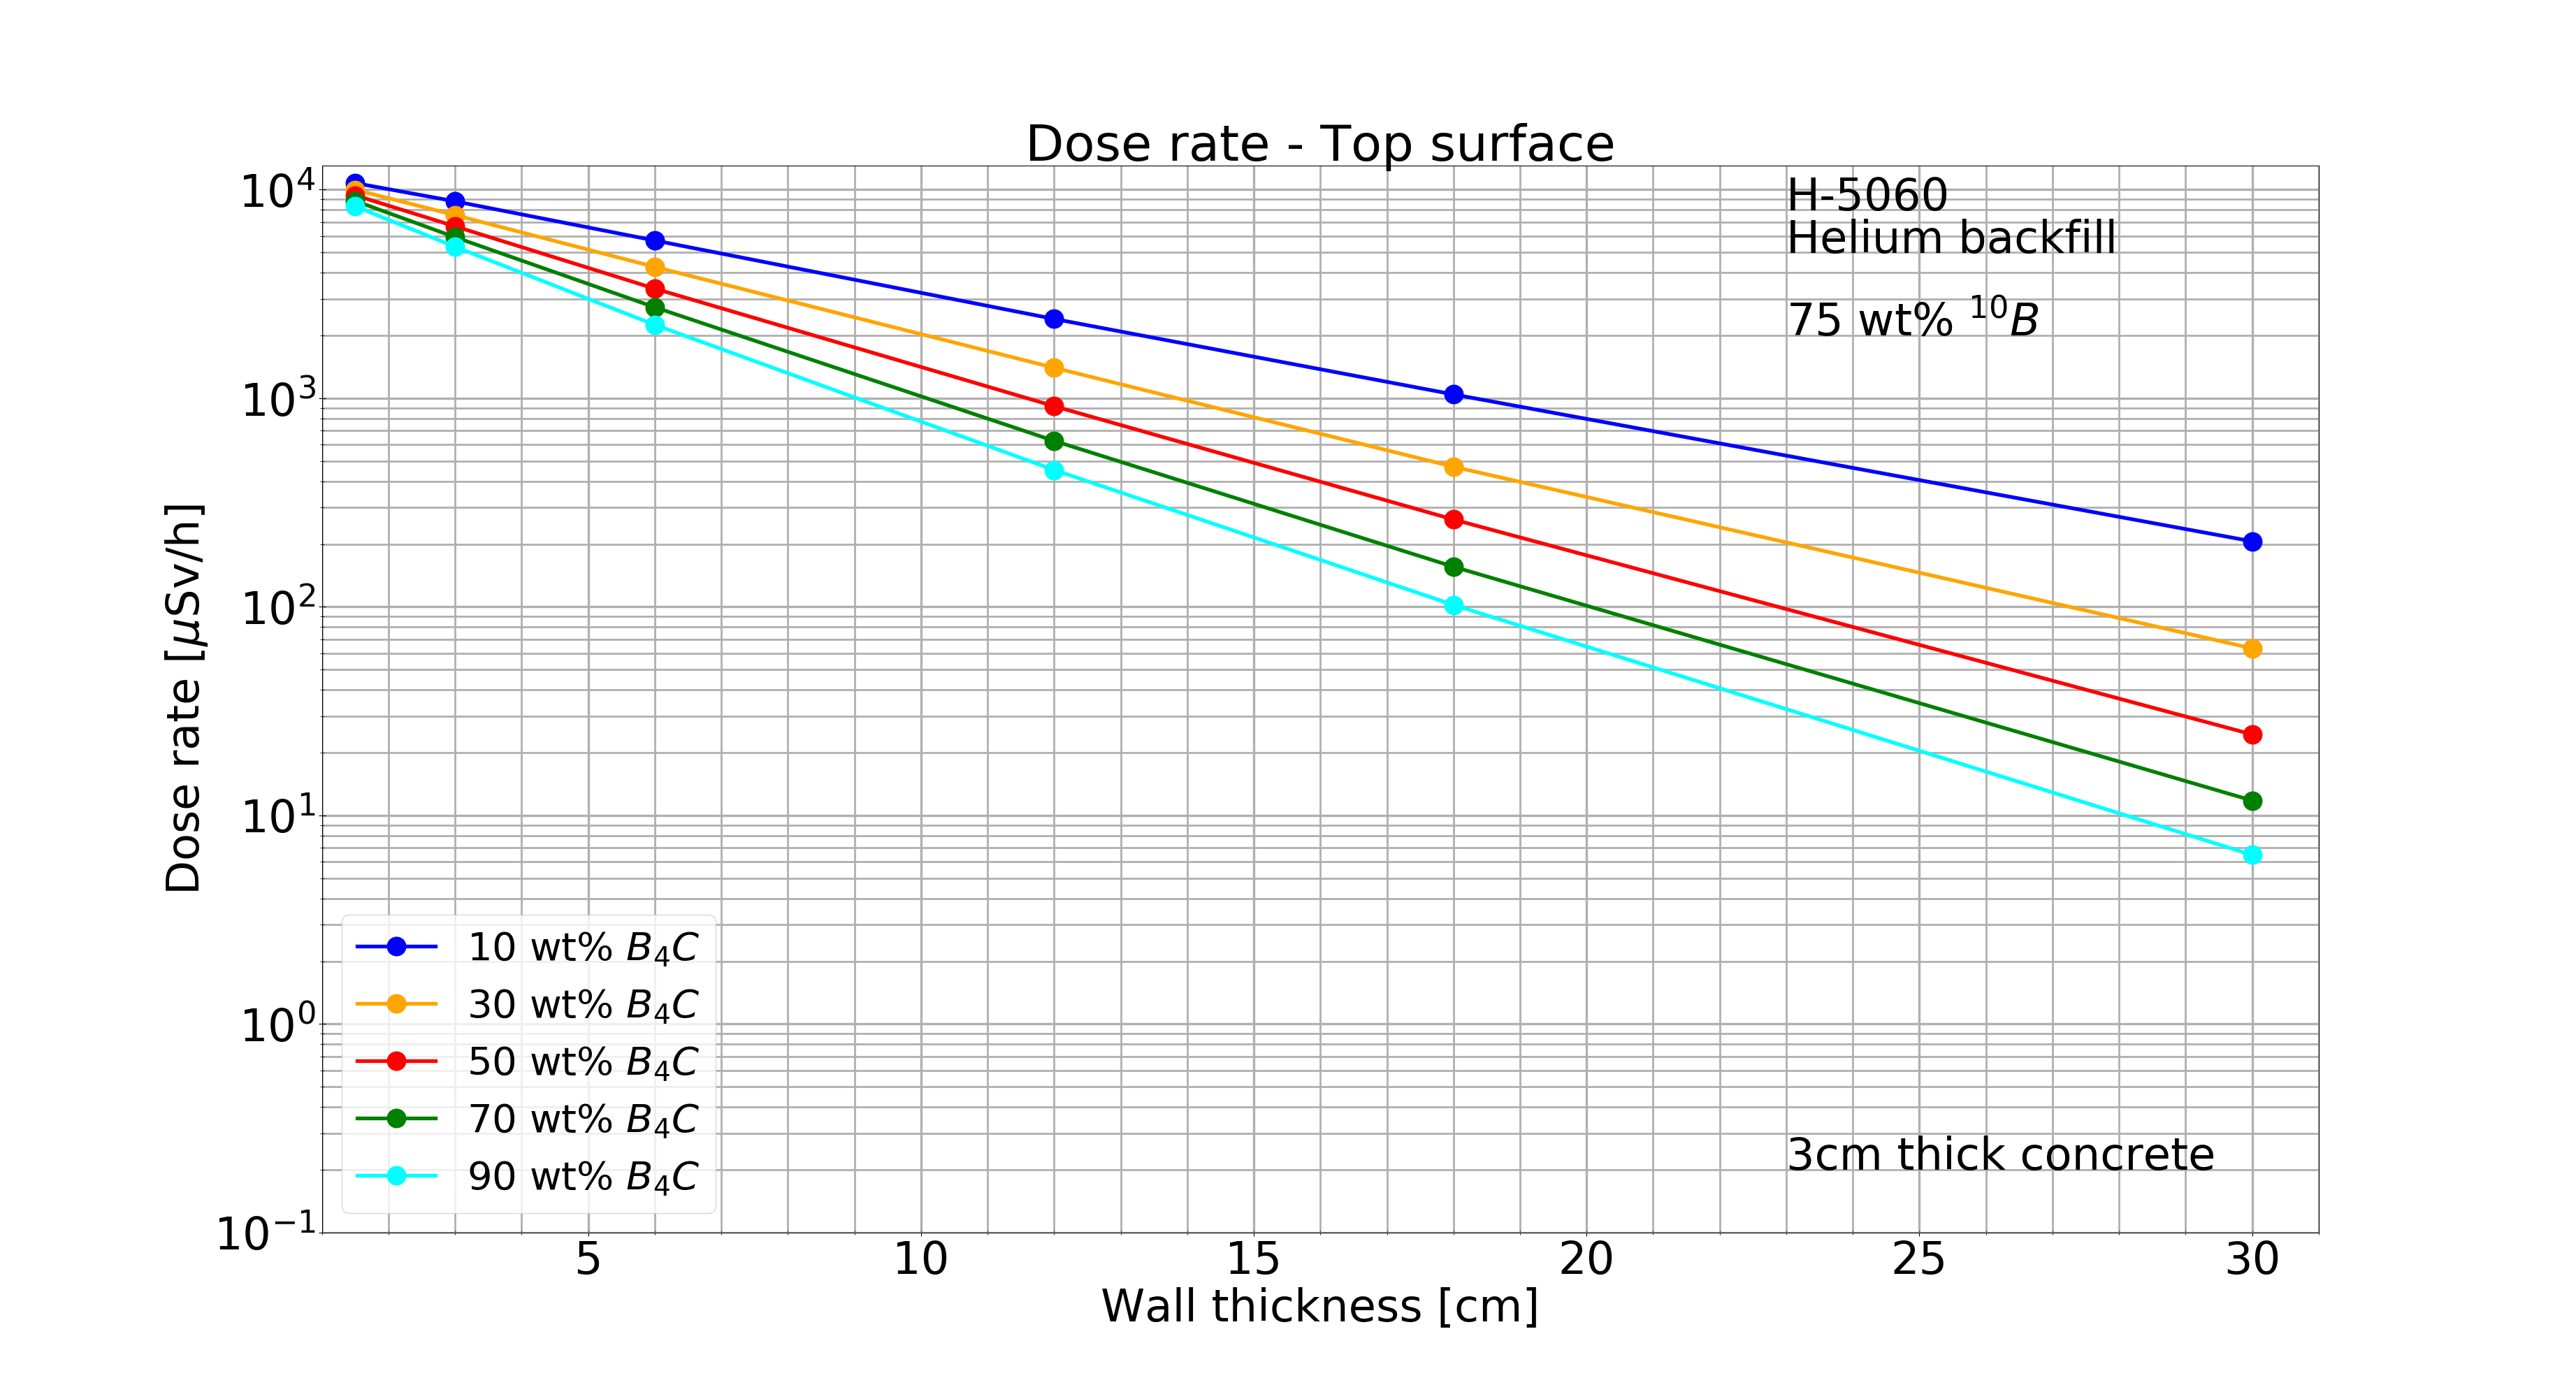 Dose rate - Top surface
H-5060
Helium backfill
75 wt% ¹⁰B
10⁴
10³
10²
10¹
10⁰
10⁻¹
Dose rate [μSv/h]
10 wt% B₄C
30 wt% B₄C
50 wt% B₄C
70 wt% B₄C
90 wt% B₄C
3cm thick concrete
5 10 15 20 25 30
Wall thickness [cm]